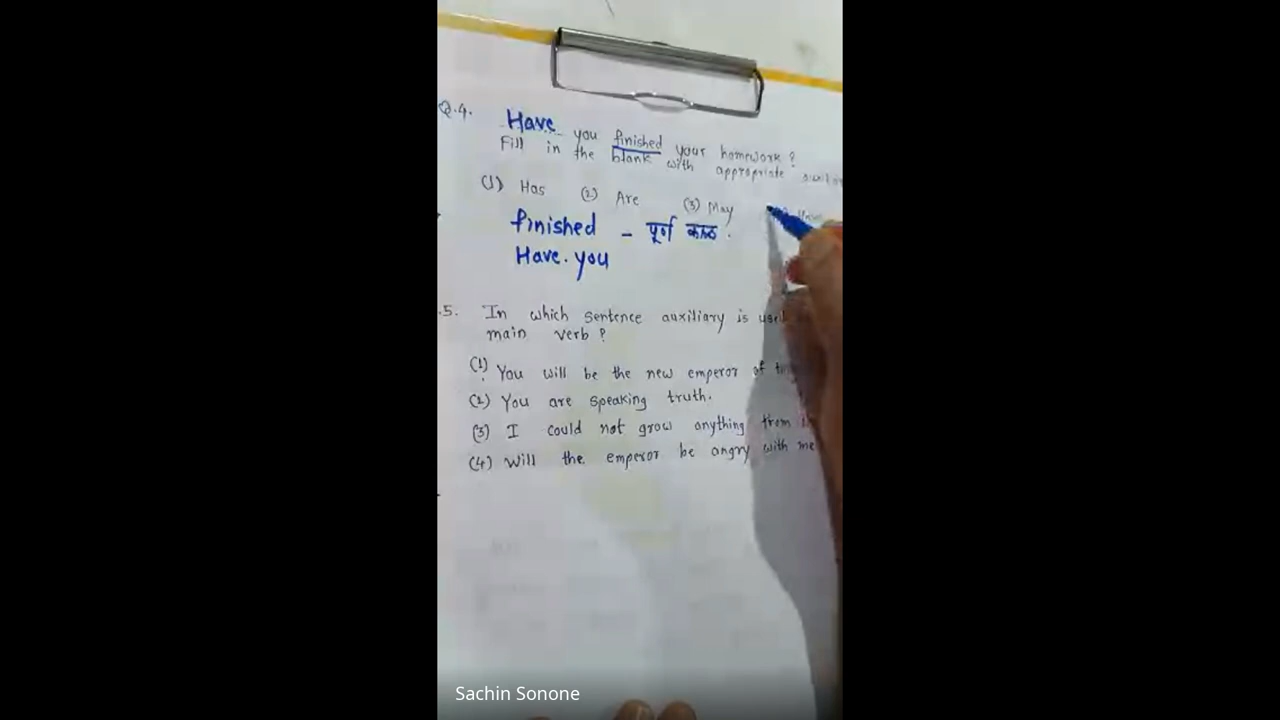 Q.4. Have you finished your homework?
Fill in the blank with appropriate
(1) Has (2) Are (3) May
finished - पूर्ण काळ.
Have you
5. In which sentence auxiliary is used
main verb?
(1) You will be the new emperor of
(2) You are speaking truth.
(3) I could not grow anything from
(4) Will the emperor be angry with me
Sachin Sonone